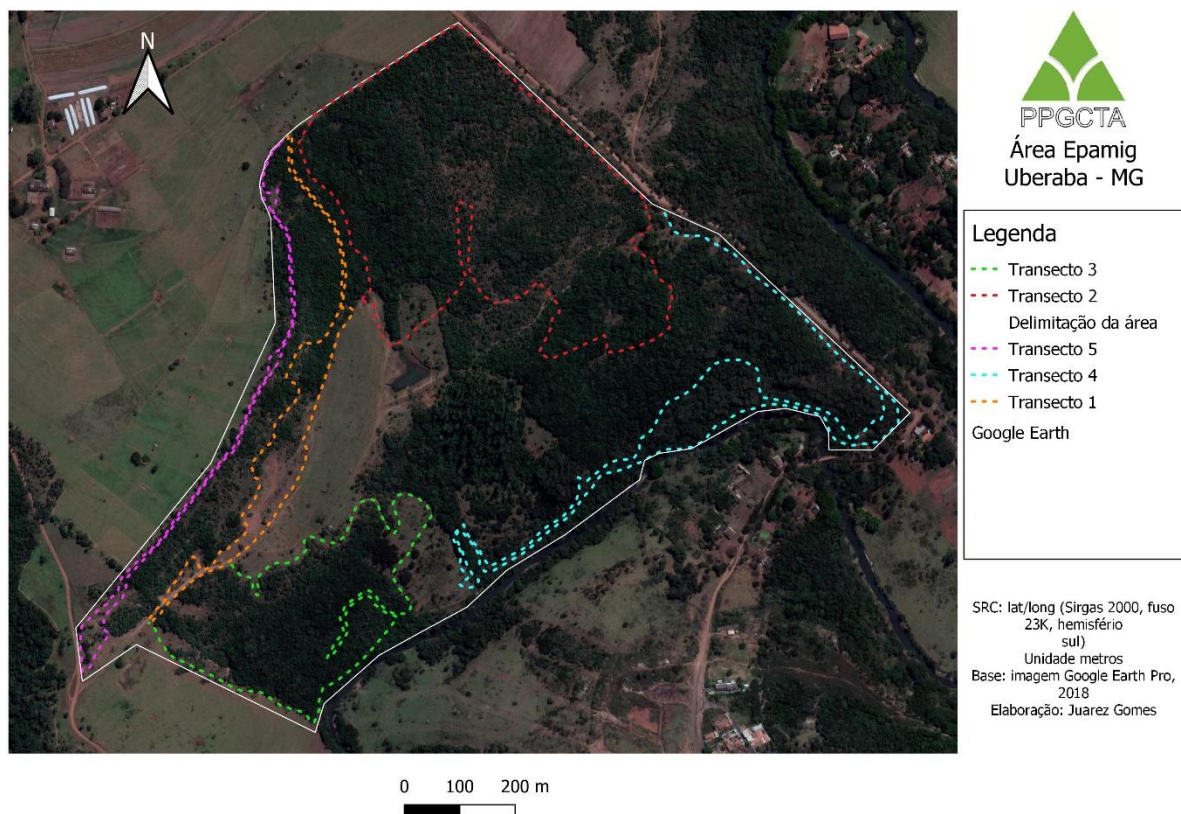 N
PPGCTA
Área Epamig
Uberaba - MG
Legenda
Transecto 3
Transecto 2
Delimitação da área
Transecto 5
Transecto 4
Transecto 1
Google Earth
SRC: lat/long (Sirgas 2000, fuso
23K, hemisfério
sul)
Unidade metros
Base: imagem Google Earth Pro,
2018
Elaboração: Juarez Gomes
0 100 200 m